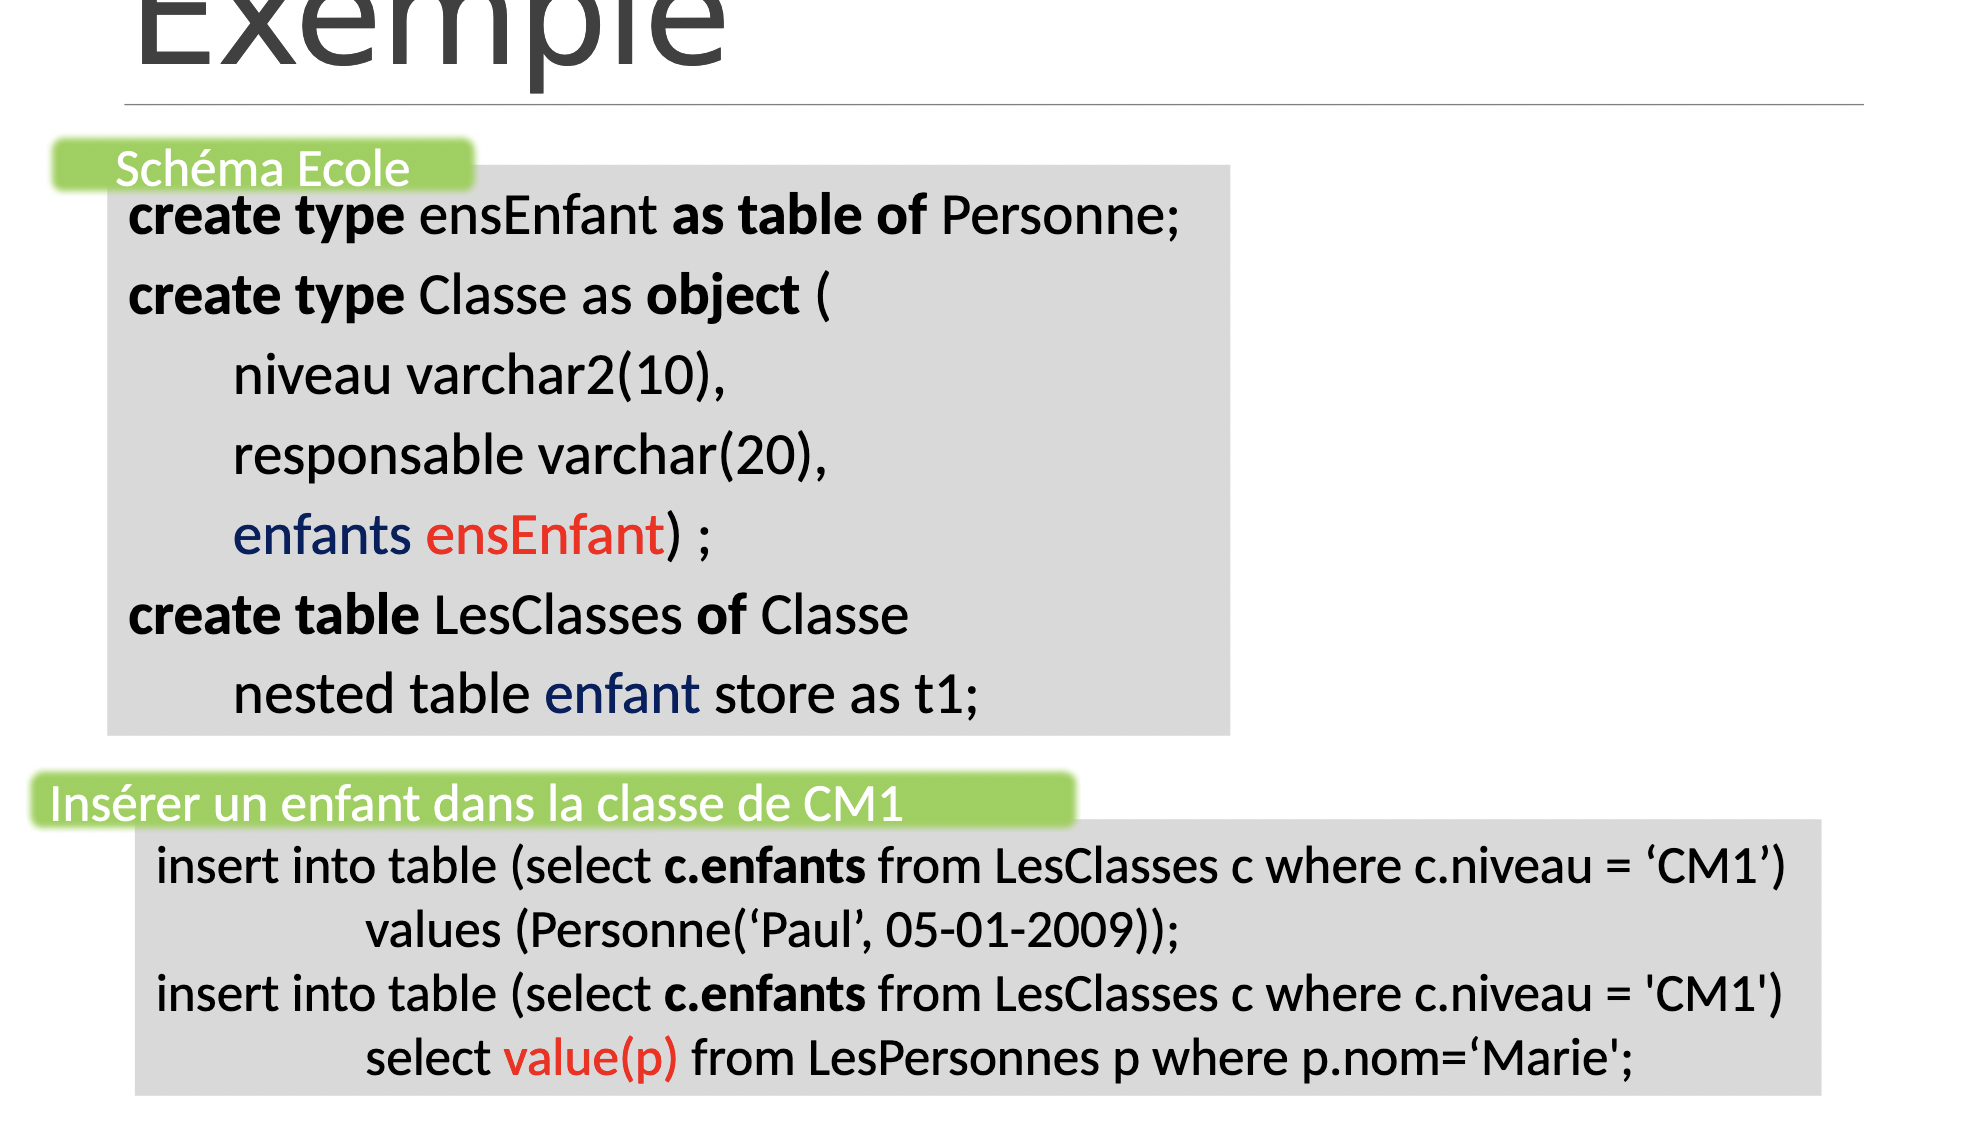 Exemple
Schéma Ecole
create type ensEnfant as table of Personne;
create type Classe as object (
niveau varchar2(10),
responsable varchar(20),
enfants ensEnfant) ;
create table LesClasses of Classe
nested table enfant store as t1;
Insérer un enfant dans la classe de CM1
insert into table (select c.enfants from LesClasses c where c.niveau = ‘CM1’)
values (Personne(‘Paul’, 05-01-2009));
insert into table (select c.enfants from LesClasses c where c.niveau = 'CM1')
select value(p) from LesPersonnes p where p.nom=‘Marie';